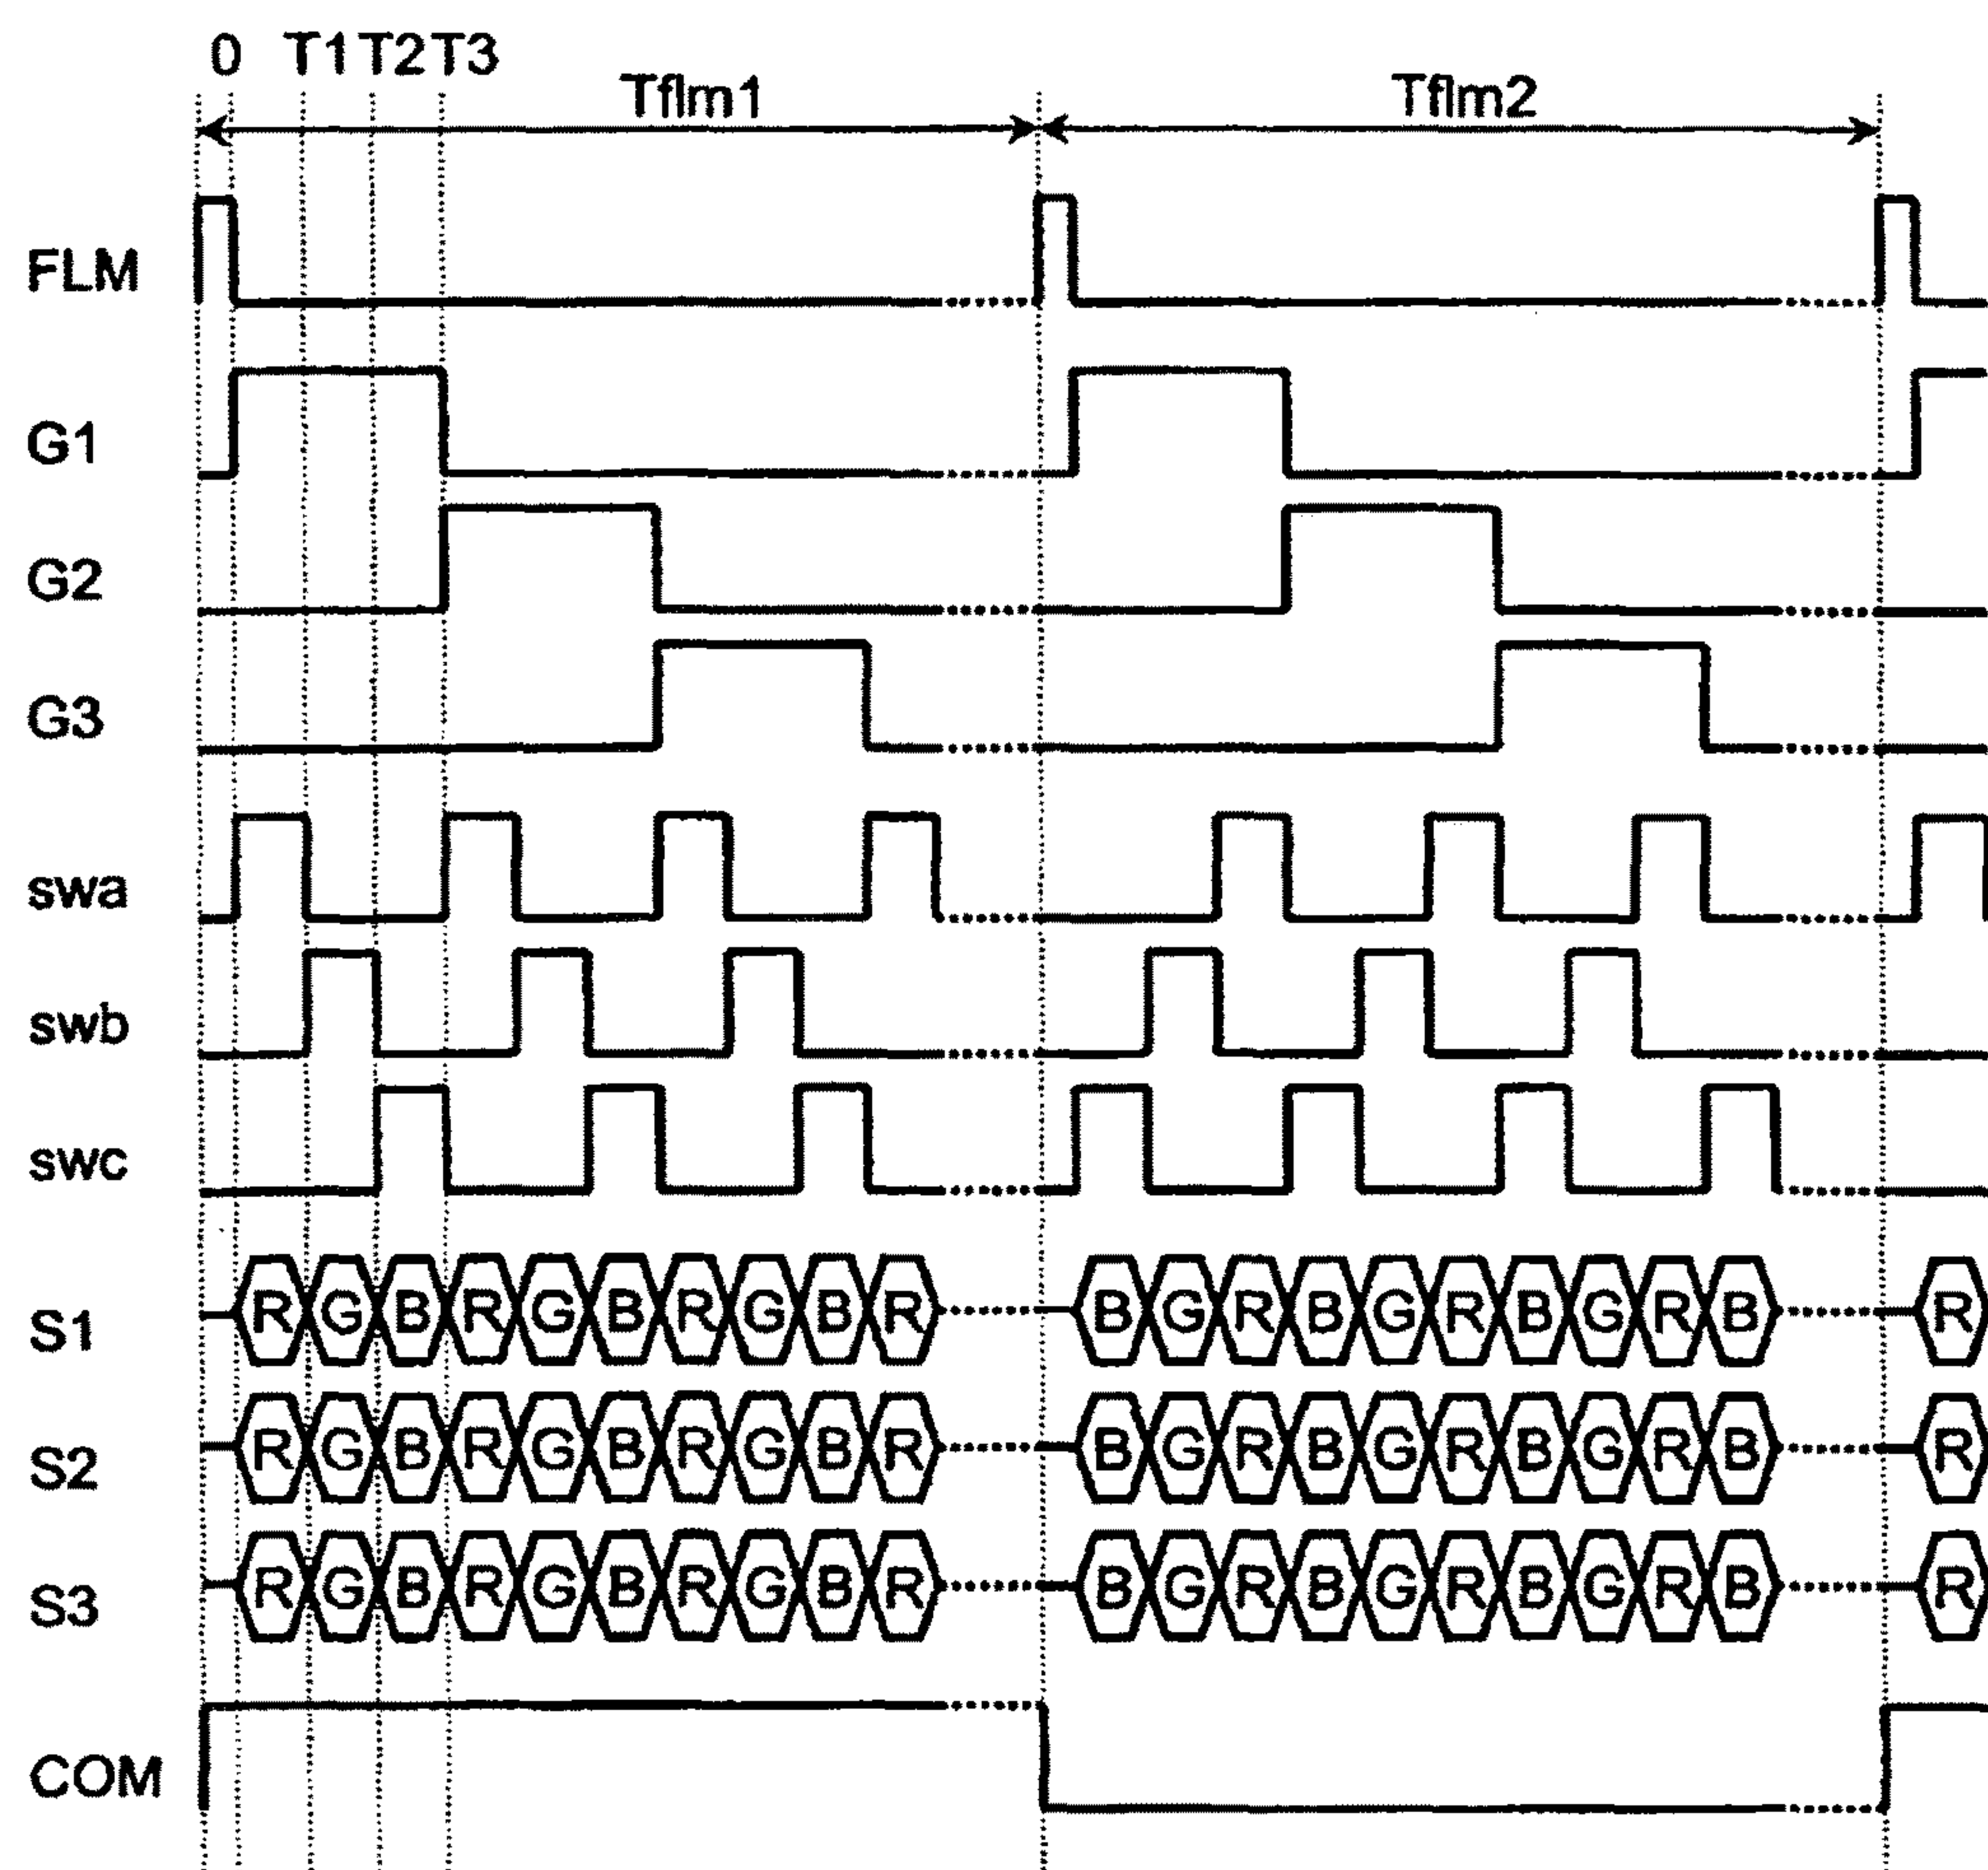 0 T1 T2 T3
Tflm1 Tflm2
FLM
G1
G2
G3
swa
swb
swc
S1 R G B R G B R G B R B G R B G R B G R B R
S2 R G B R G B R G B R B G R B G R B G R B R
S3 R G B R G B R G B R B G R B G R B G R B R
COM